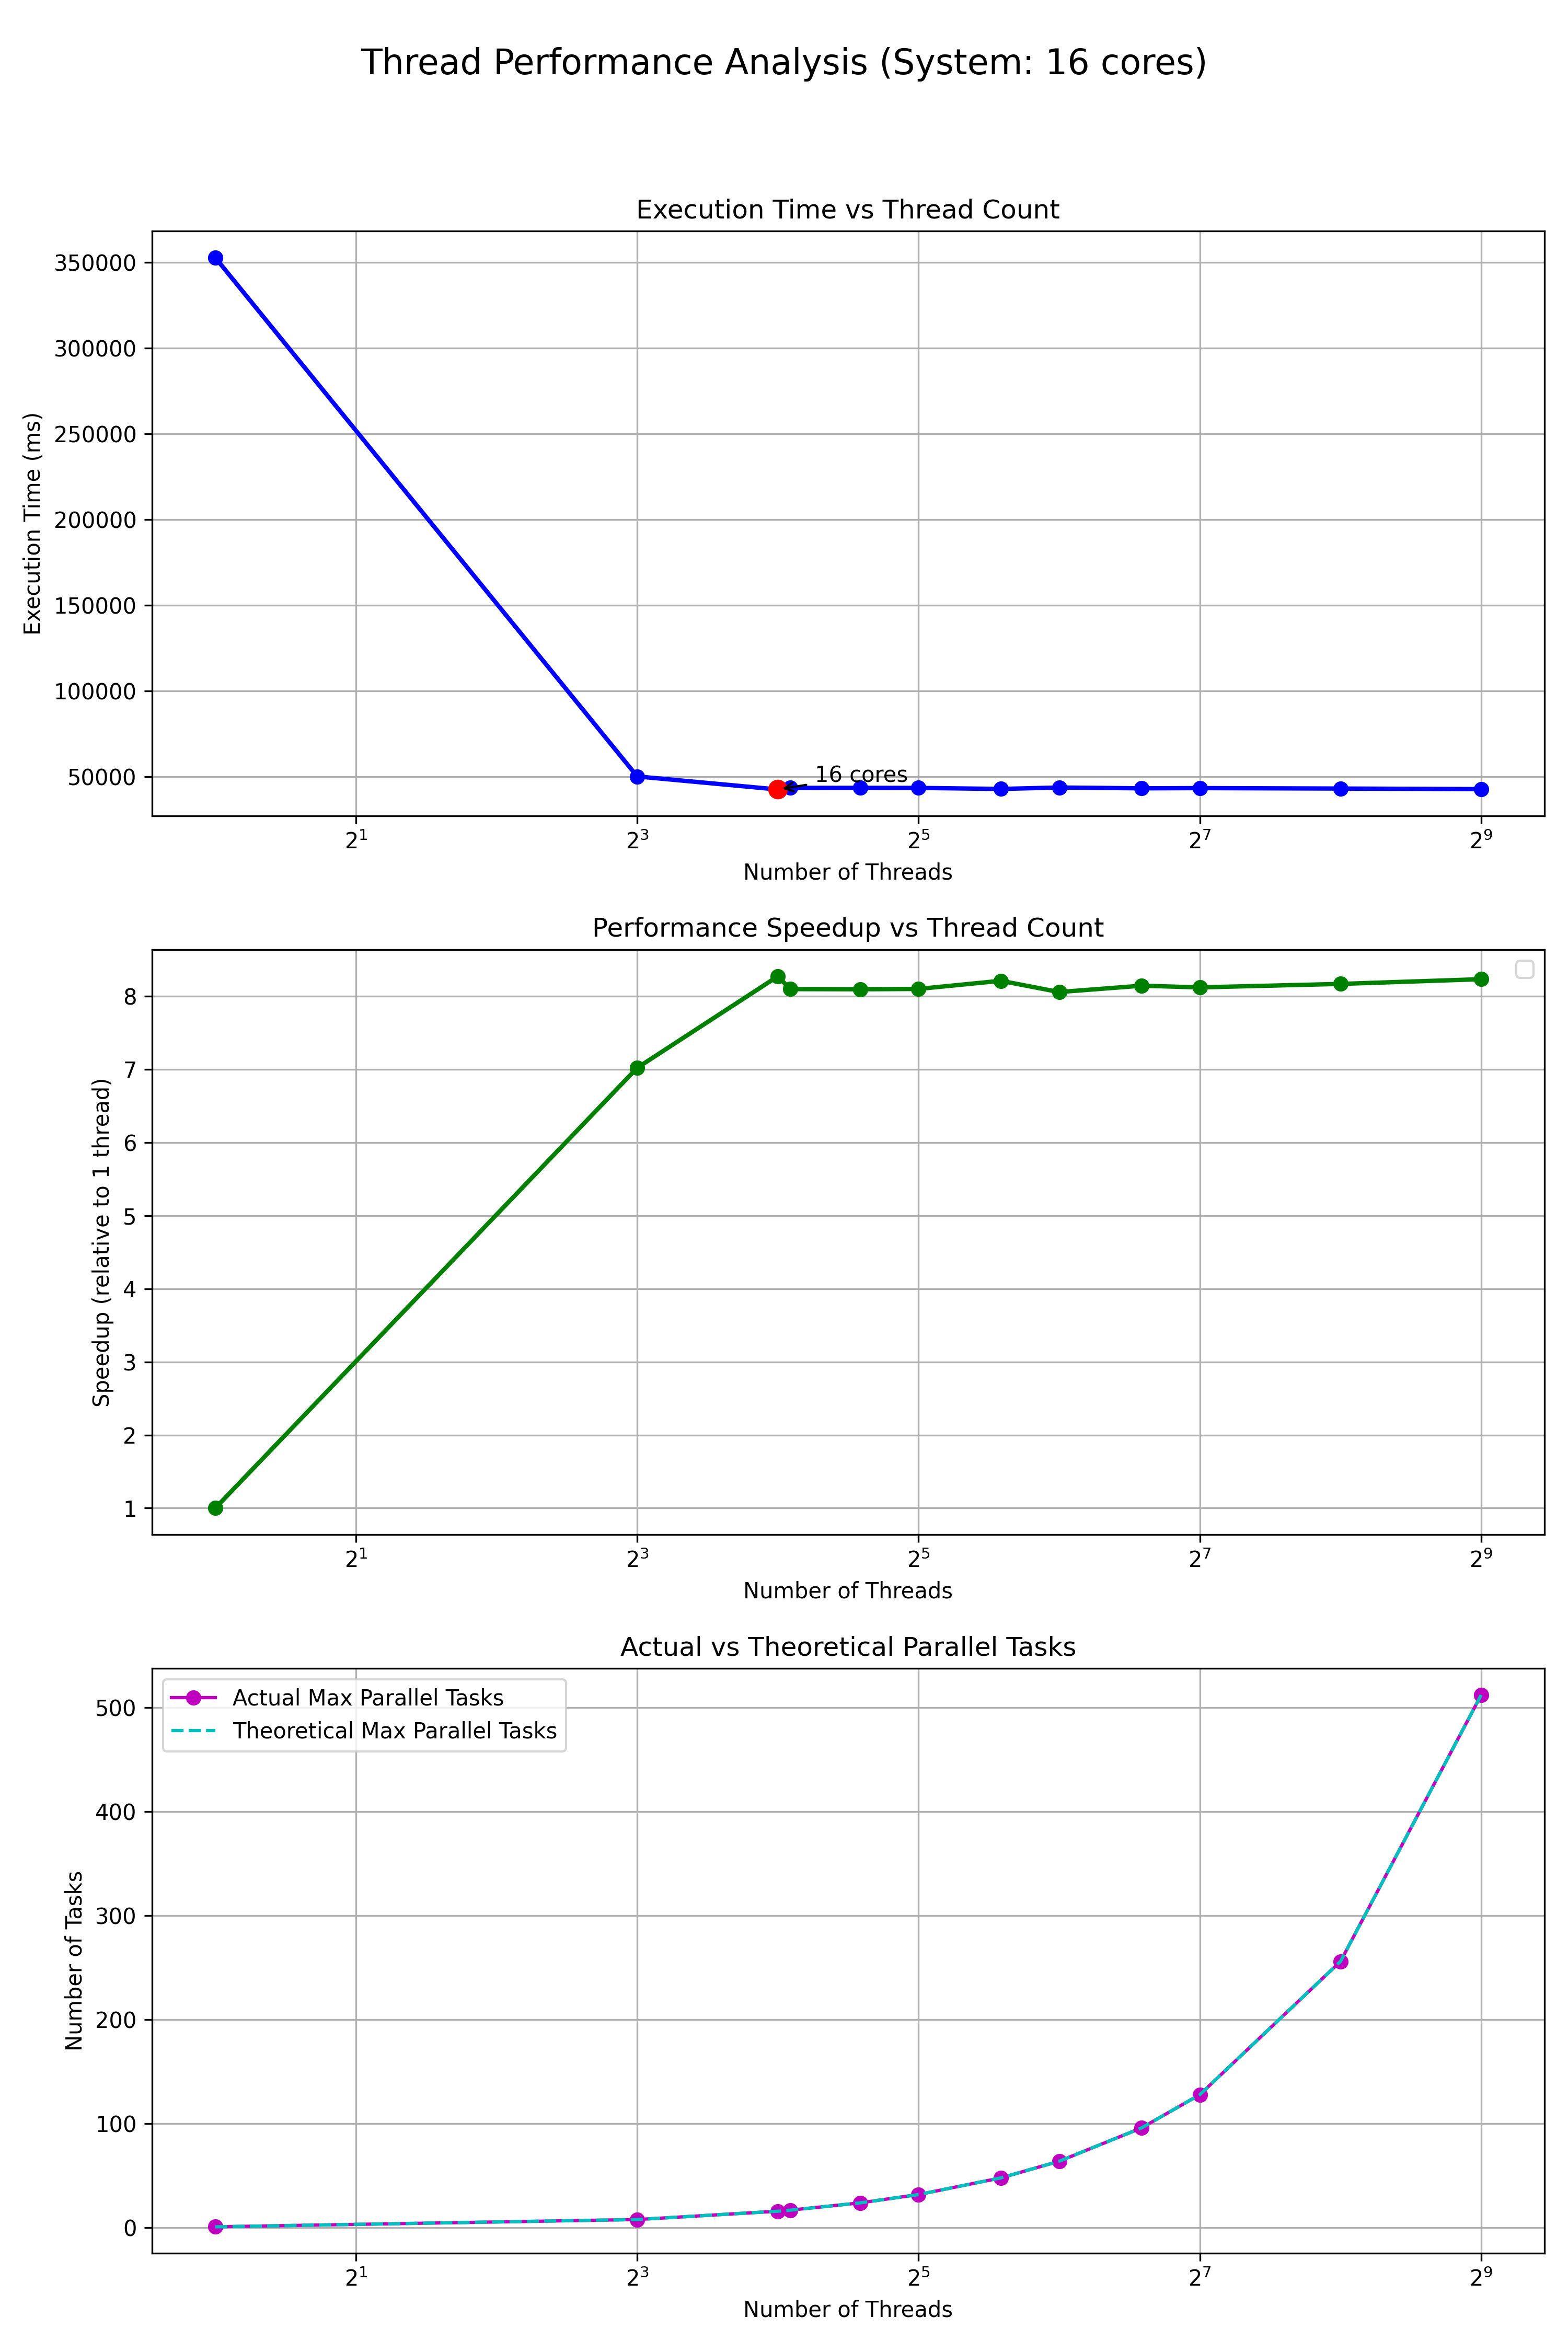 Thread Performance Analysis (System: 16 cores)
Execution Time vs Thread Count
350000
300000
250000
200000
150000
100000
50000
Execution Time (ms)
16 cores
2¹ 2³ 2⁵ 2⁷ 2⁹
Number of Threads
Performance Speedup vs Thread Count
8
7
6
5
4
3
2
1
Speedup (relative to 1 thread)
2¹ 2³ 2⁵ 2⁷ 2⁹
Number of Threads
Actual vs Theoretical Parallel Tasks
Actual Max Parallel Tasks
Theoretical Max Parallel Tasks
500
400
300
200
100
0
Number of Tasks
2¹ 2³ 2⁵ 2⁷ 2⁹
Number of Threads